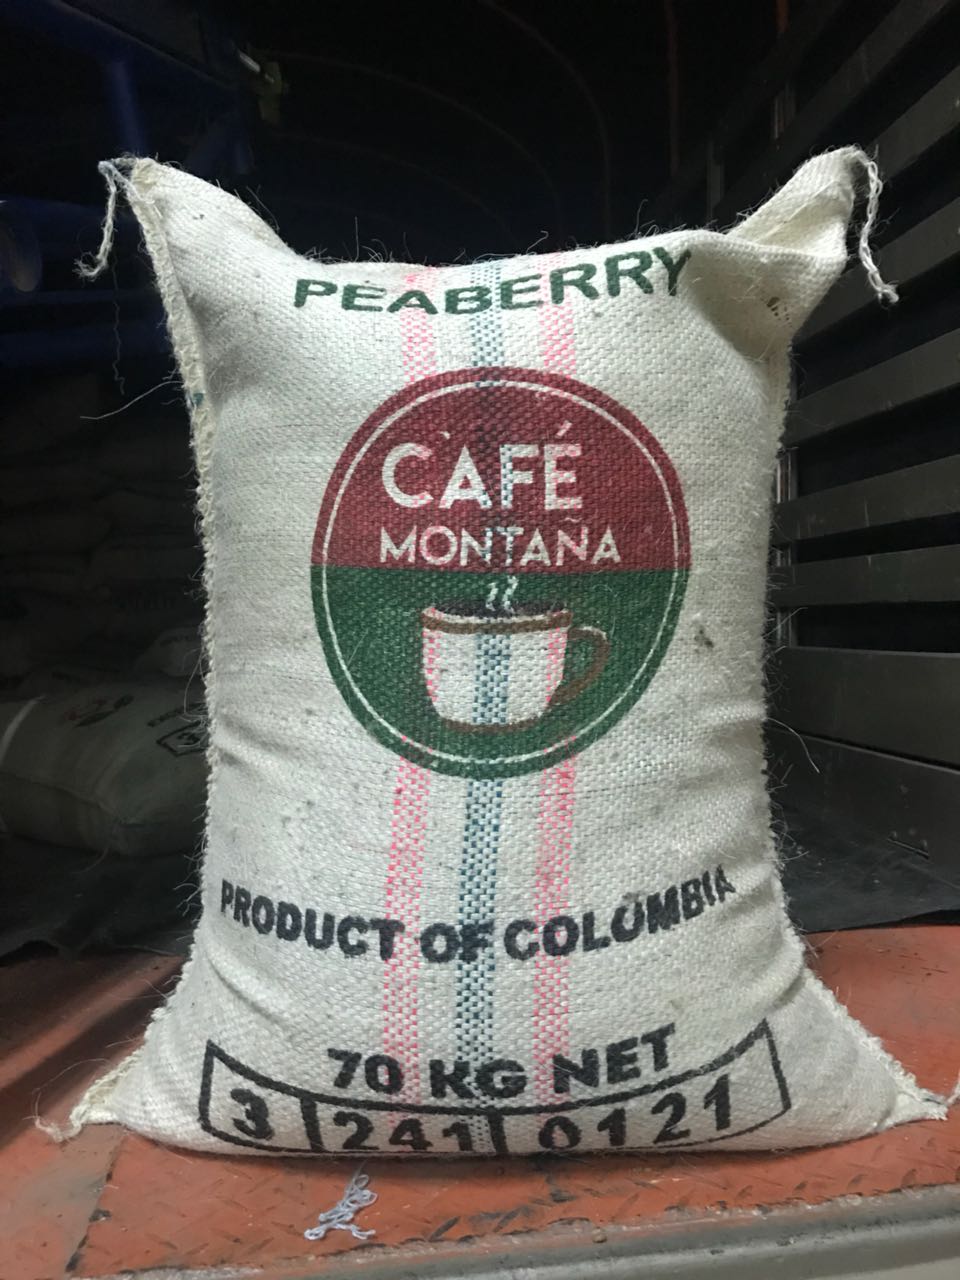 PEABERRY
CAFÉ
MONTAÑA
PRODUCT OF COLOMBIA
70 KG NET
3 241 0121